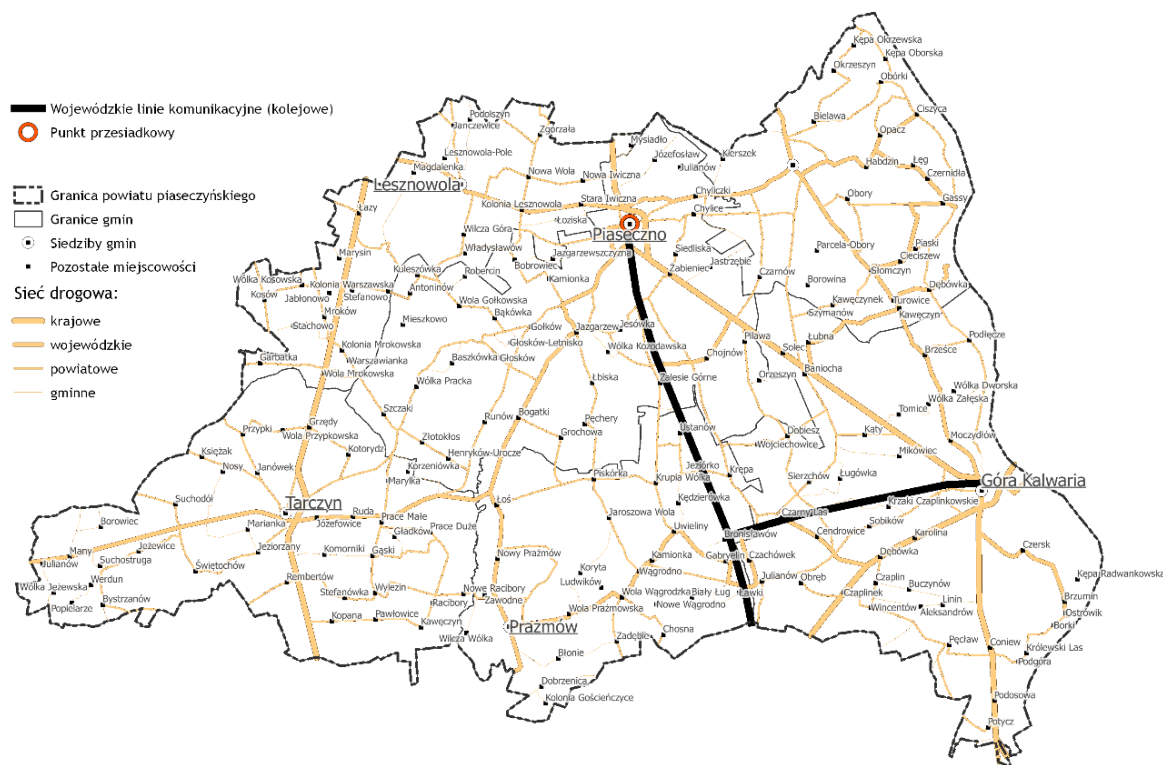 Wojewódzkie linie komunikacyjne (kolejowe)
Punkt przesiadkowy
Granica powiatu piaseczyńskiego
Granice gmin
Siedziby gmin
Pozostałe miejscowości
Sieć drogowa:
krajowe
wojewódzkie
powiatowe
gminne
Kępa Okrzewska
Kępa Oborska
Okrzeszyn
Obórki
Ciszyca
Bielawa
Opacz
Podolszyn
Janczewice
Zgorzała
Mysiadło
Józefosław
Julianów
Kierszek
Lesznowola-Pole
Magdalenka
Nowa Wola
Nowa Iwiczna
Habdzin
Łęg
Czernidła
Lesznowola
Chyliczki
Obory
Gassy
Łazy
Kolonia Lesznowola
Stara Iwiczna
Chylice
Łoziska
Piaseczno
Wilcza Góra
Władysławów
Jazgarzewszczyzna
Siedliska
Parcela-Obory
Piaski
Cieciszew
Marysin
Kuleszówka
Robercin
Bobrowiec
Żabieniec
Jastrzębie
Słomczyn
Wólka Kosowska
Kolonia Warszawska
Antoninów
Kamionka
Czarnów
Borowina
Dębówka
Kosów
Jabłonowo
Stefanowo
Wola Gołkowska
Kawęczynek
Turowice
Mroków
Bąkówka
Szymanów
Kawęczyn
Stachowo
Mieszkowo
Gołków
Jazgarzew
Jesówka
Pilawa
Łubna
Podłęcze
Kolonia Mrokowska
Głosków-Letnisko
Wólka Kozodawska
Solec
Garbatka
Warszawianka
Baszkówka
Głosków
Chojnów
Brześce
Wola Mrokowska
Wólka Pracka
Łbiska
Zalesie Górne
Orzeszyn
Baniocha
Wólka Dworska
Wólka Załęska
Szczaki
Runów
Bogatki
Pęchery
Tomice
Grzędy
Przypki
Wola Przypkowska
Złotokłos
Grochowa
Ustanów
Dobiesz
Kąty
Moczydłów
Wojciechowice
Księżak
Kotorydz
Henryków-Urocze
Mikówiec
Nosy
Janówek
Korzeniówka
Jeziórko
Krępa
Marylka
Piskórka
Krupia Wólka
Sierzchów
Ługówka
Góra Kalwaria
Suchodół
Tarczyn
Łoś
Kędzierówka
Krzaki Czaplinkowskie
Borowiec
Marianka
Józefowice
Ruda
Prace Małe
Prace Duże
Jaroszowa Wola
Czarny Las
Sobików
Gładków
Uwieliny
Bronisławów
Cendrowice
Karolina
Many
Jeżewice
Jeziorzany
Komorniki
Gąski
Nowy Prażmów
Kamionka
Gabryelin
Czachówek
Dębówka
Czersk
Julianów
Suchostruga
Świętochów
Koryta
Wągrodno
Werdun
Rembertów
Ludwików
Julianów
Obręb
Czaplin
Kępa Radwankowska
Wólka Jeżewska
Stefanówka
Wylezin
Nowe Racibory
Wola Wągrodzka
Biały Ług
Ławki
Czaplinek
Buczynów
Brzumin
Bystrzanów
Racibory
Zawodne
Nowe Wągrodno
Wincentów
Linin
Popielarze
Kopana
Pawłowice
Wola Prażmowska
Aleksandrów
Ostrówik
Kawęczyn
Prażmów
Chosna
Borki
Wilcza Wólka
Zadębie
Pęcław
Coniew
Królewski Las
Błonie
Podgóra
Dobrzenica
Kolonia Gościeńczyce
Podosowa
Potycz